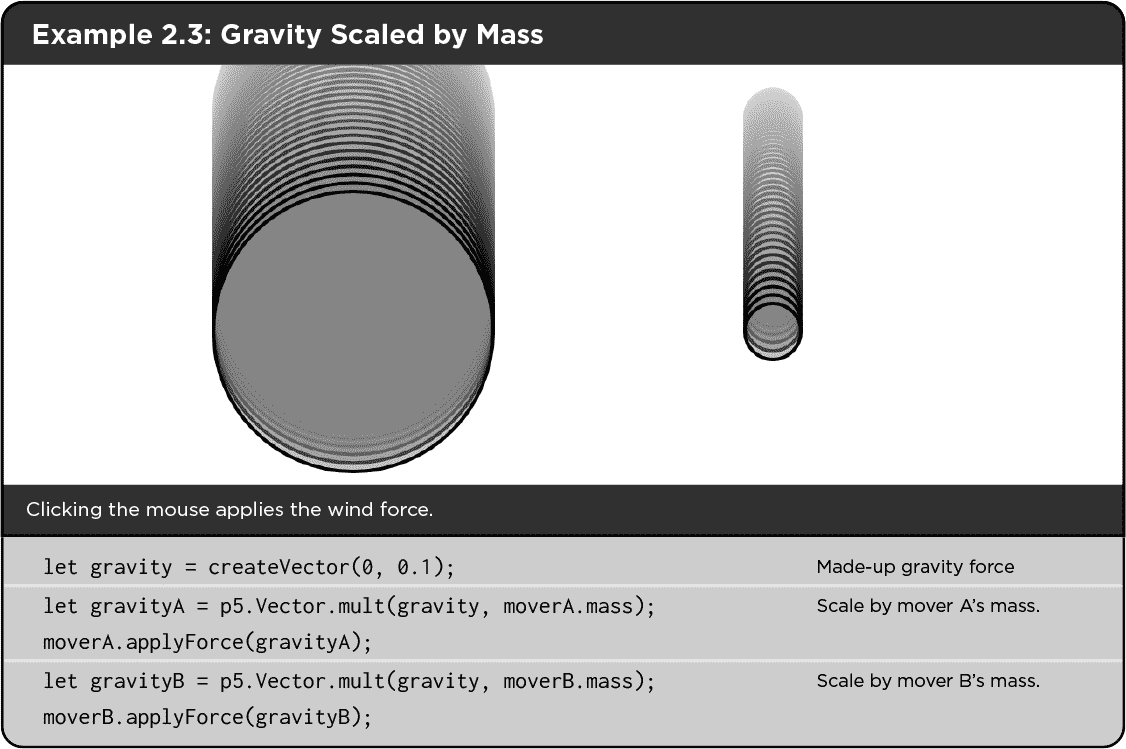 Example 2.3: Gravity Scaled by Mass
Clicking the mouse applies the wind force.
let gravity = createVector(0, 0.1);
Made-up gravity force
let gravityA = p5.Vector.mult(gravity, moverA.mass);
Scale by mover A’s mass.
moverA.applyForce(gravityA);
let gravityB = p5.Vector.mult(gravity, moverB.mass);
Scale by mover B’s mass.
moverB.applyForce(gravityB);